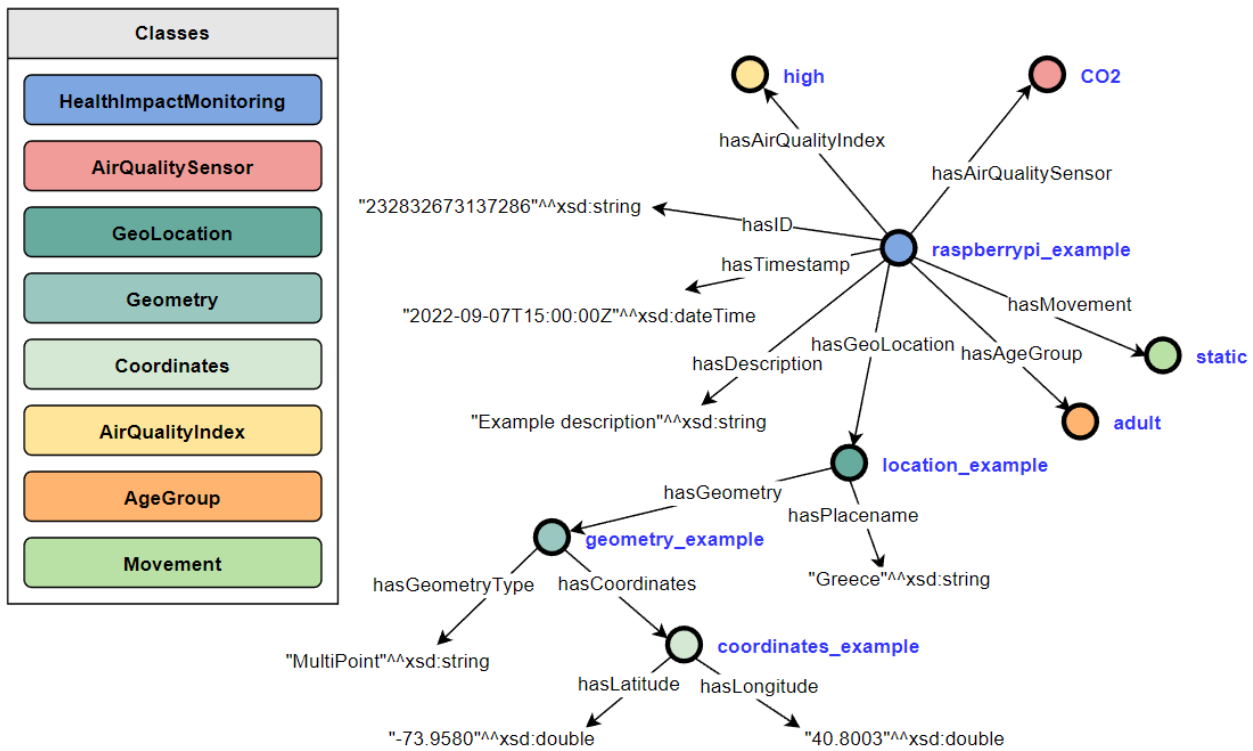 Classes
HealthImpactMonitoring
AirQualitySensor
GeoLocation
Geometry
Coordinates
AirQualityIndex
AgeGroup
Movement
high
CO2
hasAirQualityIndex
hasAirQualitySensor
"232832673137286"^^xsd:string
hasID
raspberrypi_example
hasTimestamp
"2022-09-07T15:00:00Z"^^xsd:dateTime
hasMovement
hasGeoLocation
hasAgeGroup
static
hasDescription
"Example description"^^xsd:string
adult
location_example
hasGeometry
hasPlacename
geometry_example
"Greece"^^xsd:string
hasGeometryType
hasCoordinates
"MultiPoint"^^xsd:string
coordinates_example
hasLatitude
hasLongitude
"-73.9580"^^xsd:double
"40.8003"^^xsd:double